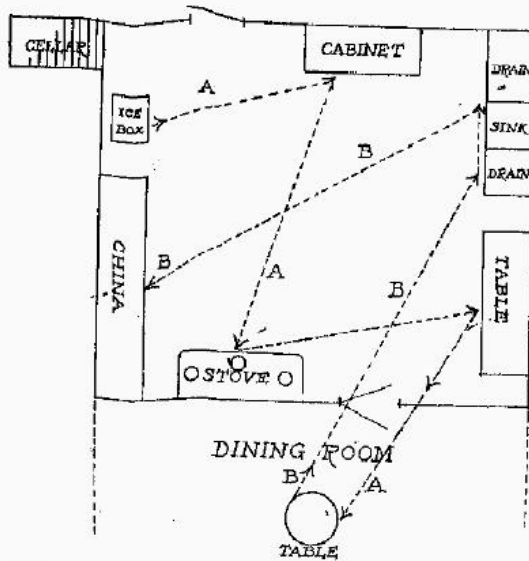 CELLAR
CABINET
DRAIN
A
ICE
BOX
B
SINK
DRAIN
CHINA
B
A
B
TABLE
STOVE
DINING ROOM
B
A
TABLE